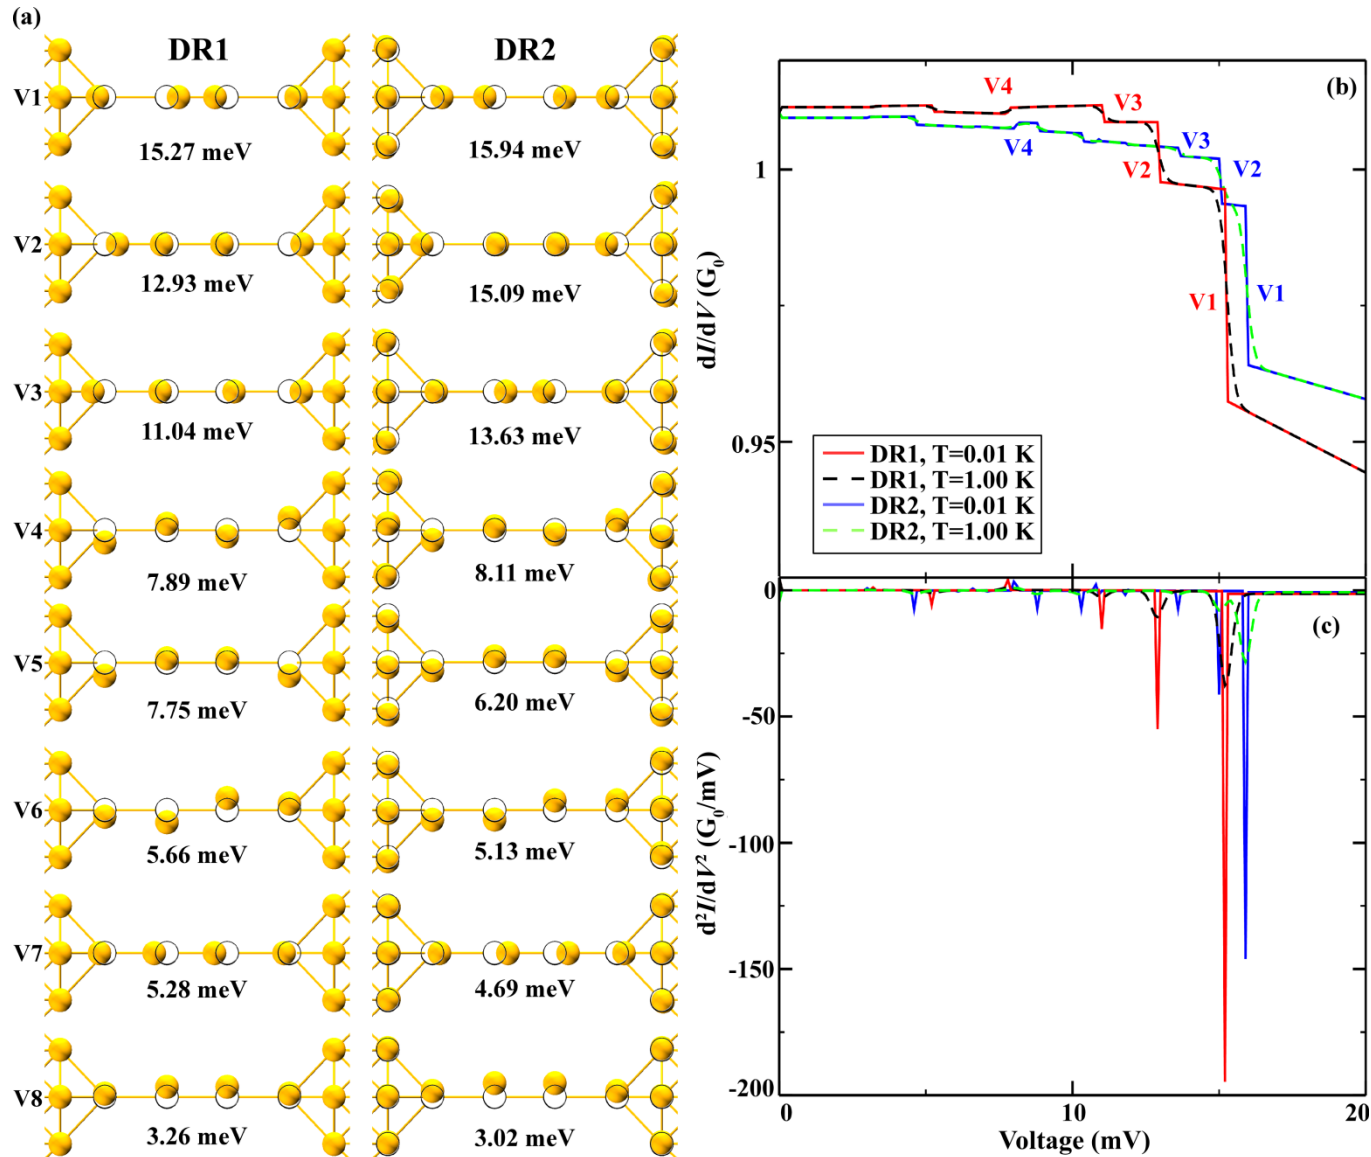 (a)
DR1 DR2
V1
15.27 meV 15.94 meV
V2
12.93 meV 15.09 meV
V3
11.04 meV 13.63 meV
V4
7.89 meV 8.11 meV
V5
7.75 meV 6.20 meV
V6
5.66 meV 5.13 meV
V7
5.28 meV 4.69 meV
V8
3.26 meV 3.02 meV
(b)
V4 V3
V4 V3
V2 V2
V1 V1
1
0.95
dI/dV (G₀)
DR1, T=0.01 K
DR1, T=1.00 K
DR2, T=0.01 K
DR2, T=1.00 K
(c)
0
-50
-100
-150
-200
d²I/dV² (G₀/mV)
0 10 20
Voltage (mV)